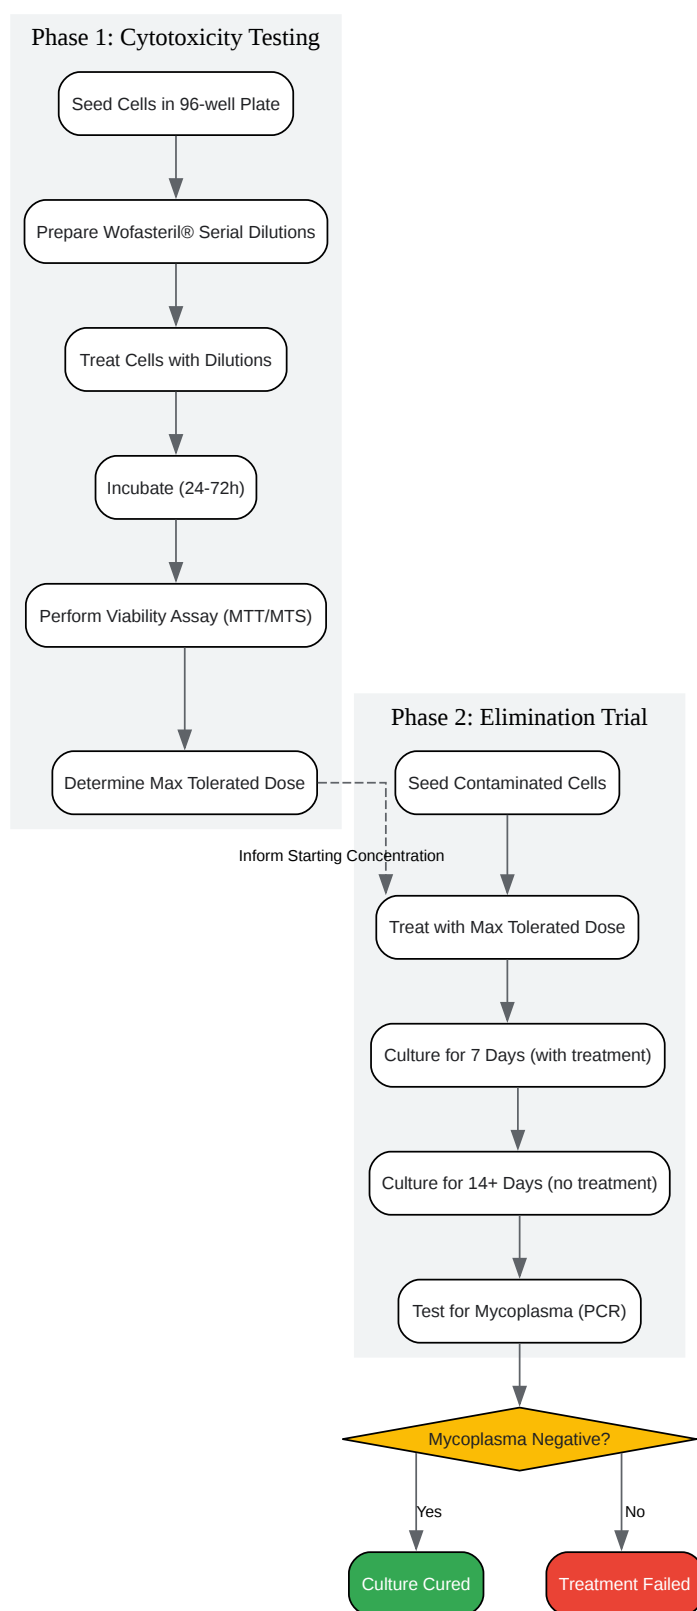 Phase 1: Cytotoxicity Testing
Seed Cells in 96-well Plate
Prepare Wofasteril® Serial Dilutions
Treat Cells with Dilutions
Incubate (24-72h)
Perform Viability Assay (MTT/MTS)
Determine Max Tolerated Dose
Phase 2: Elimination Trial
Seed Contaminated Cells
Inform Starting Concentration
Treat with Max Tolerated Dose
Culture for 7 Days (with treatment)
Culture for 14+ Days (no treatment)
Test for Mycoplasma (PCR)
Mycoplasma Negative?
Yes
No
Culture Cured
Treatment Failed